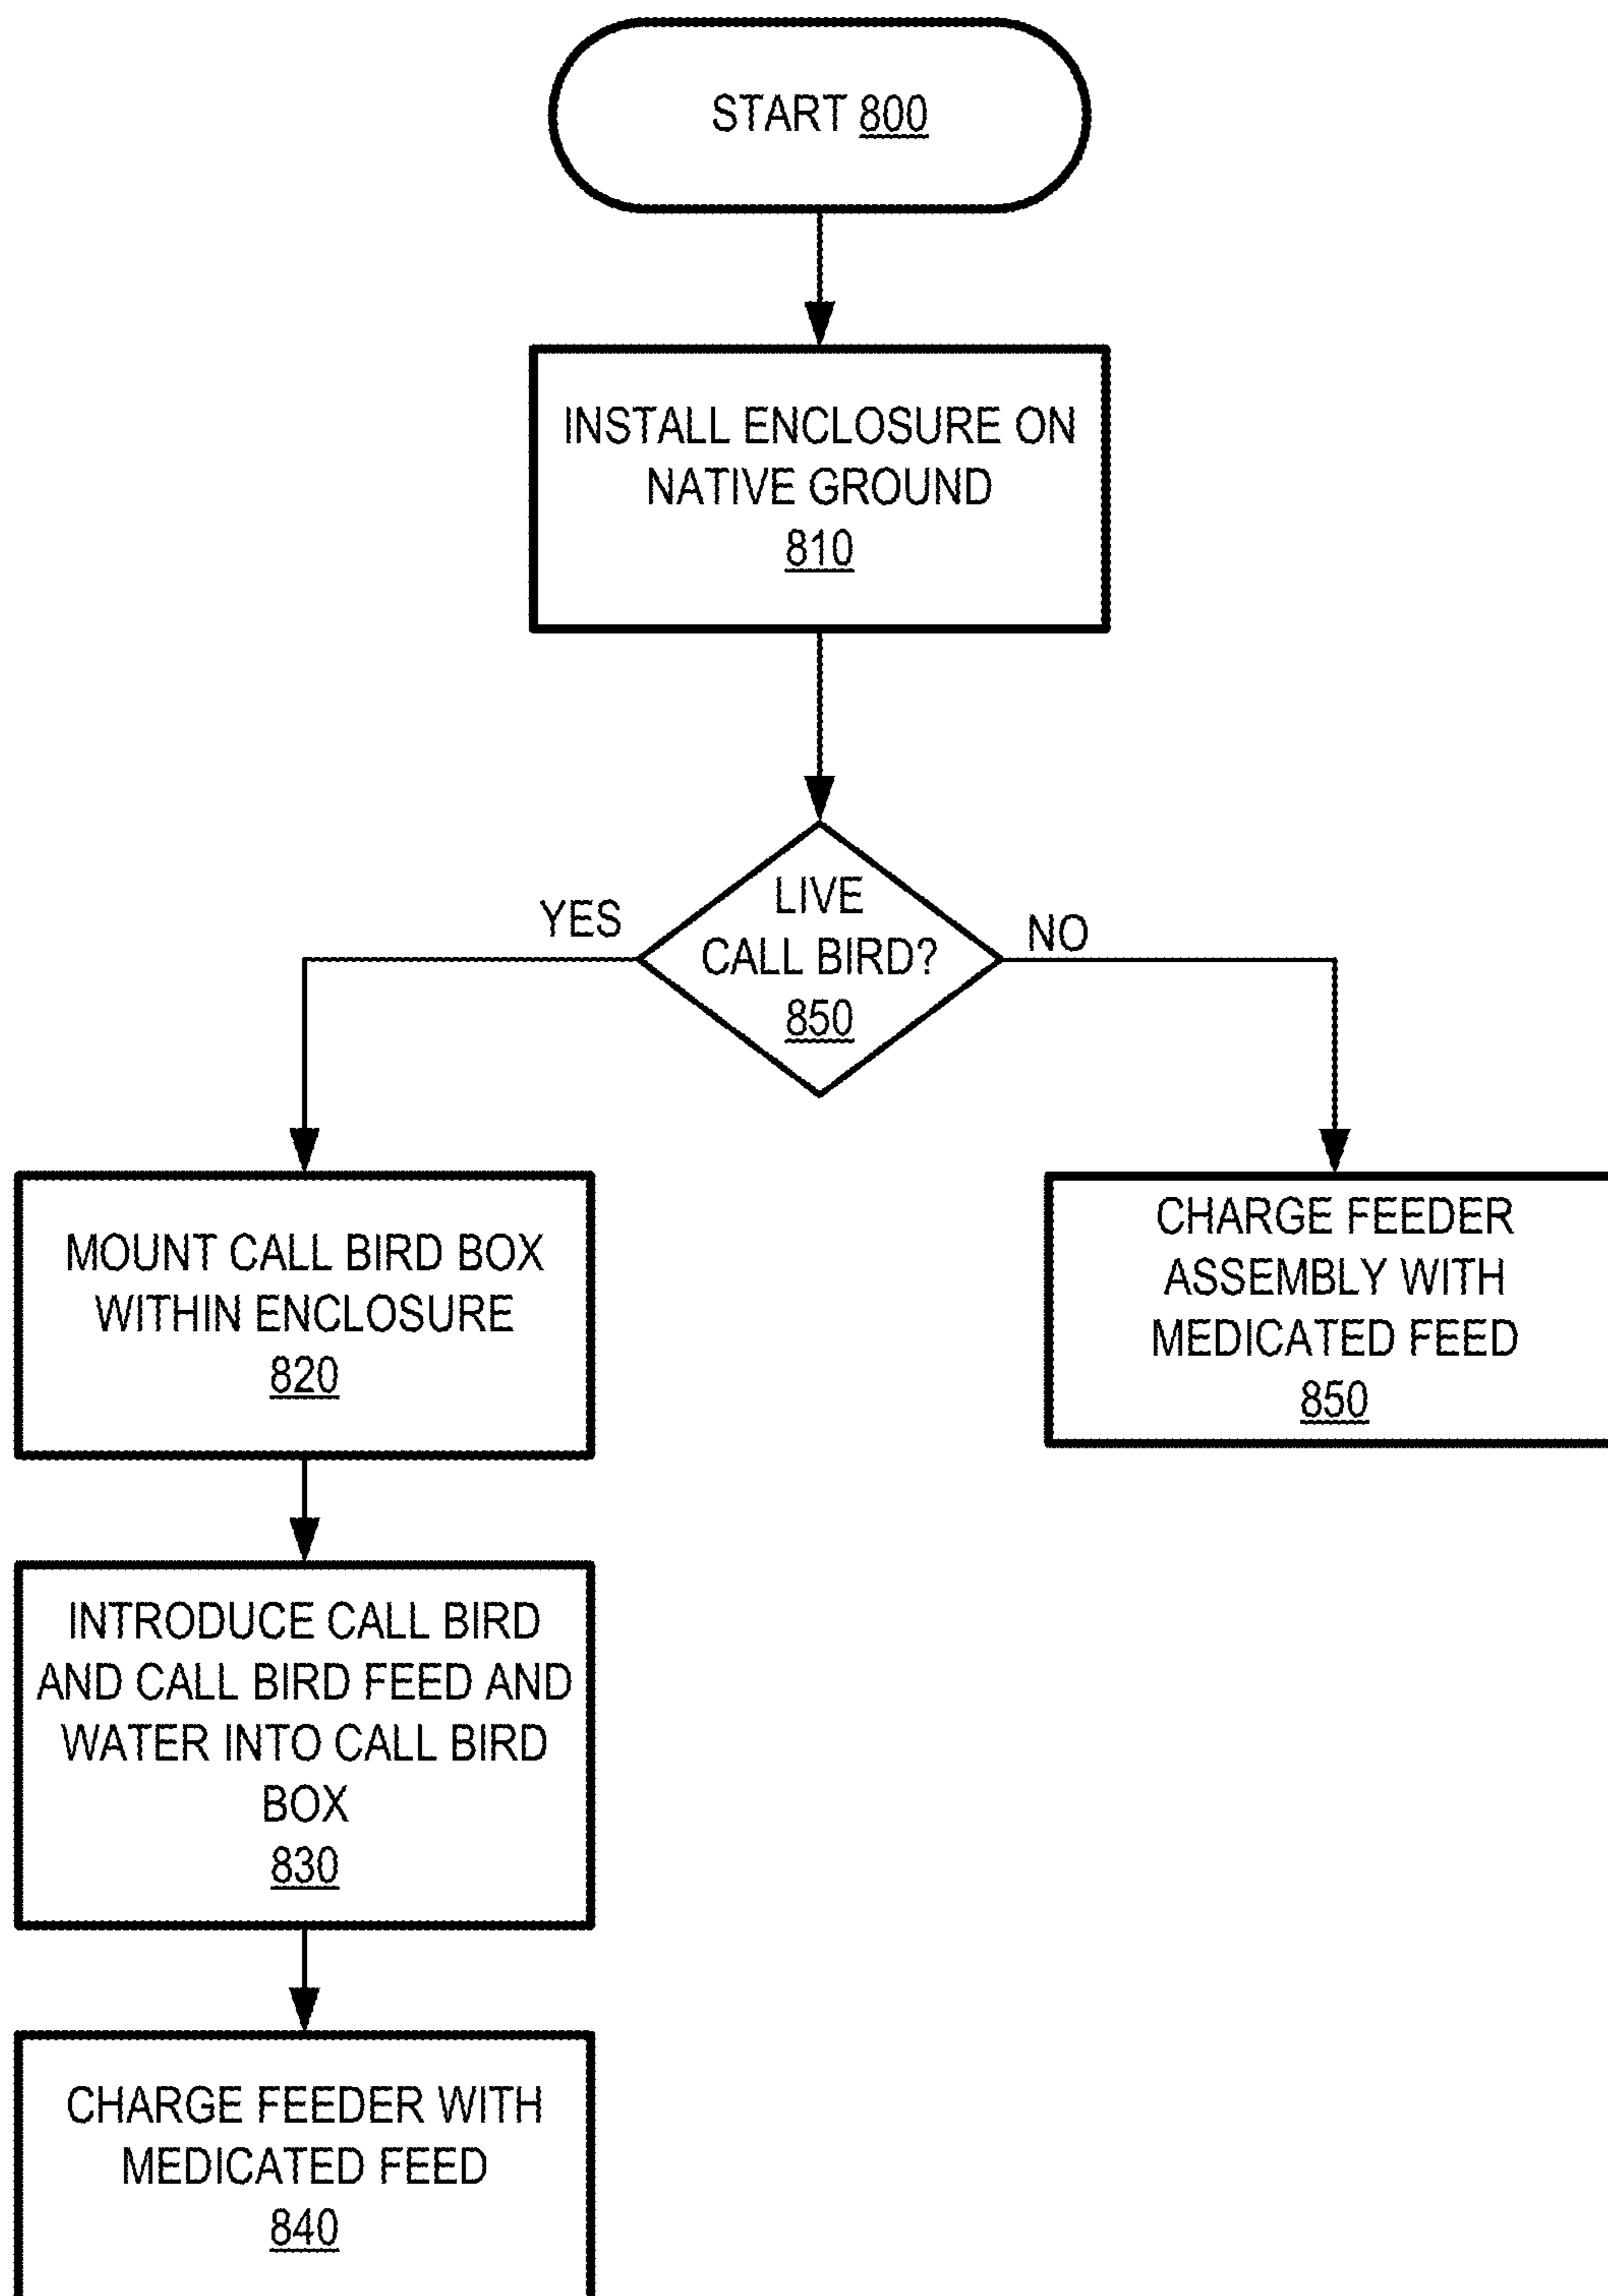 START 800
INSTALL ENCLOSURE ON
NATIVE GROUND
810
LIVE
CALL BIRD?
850
YES
NO
MOUNT CALL BIRD BOX
WITHIN ENCLOSURE
820
CHARGE FEEDER
ASSEMBLY WITH
MEDICATED FEED
850
INTRODUCE CALL BIRD
AND CALL BIRD FEED AND
WATER INTO CALL BIRD
BOX
830
CHARGE FEEDER WITH
MEDICATED FEED
840